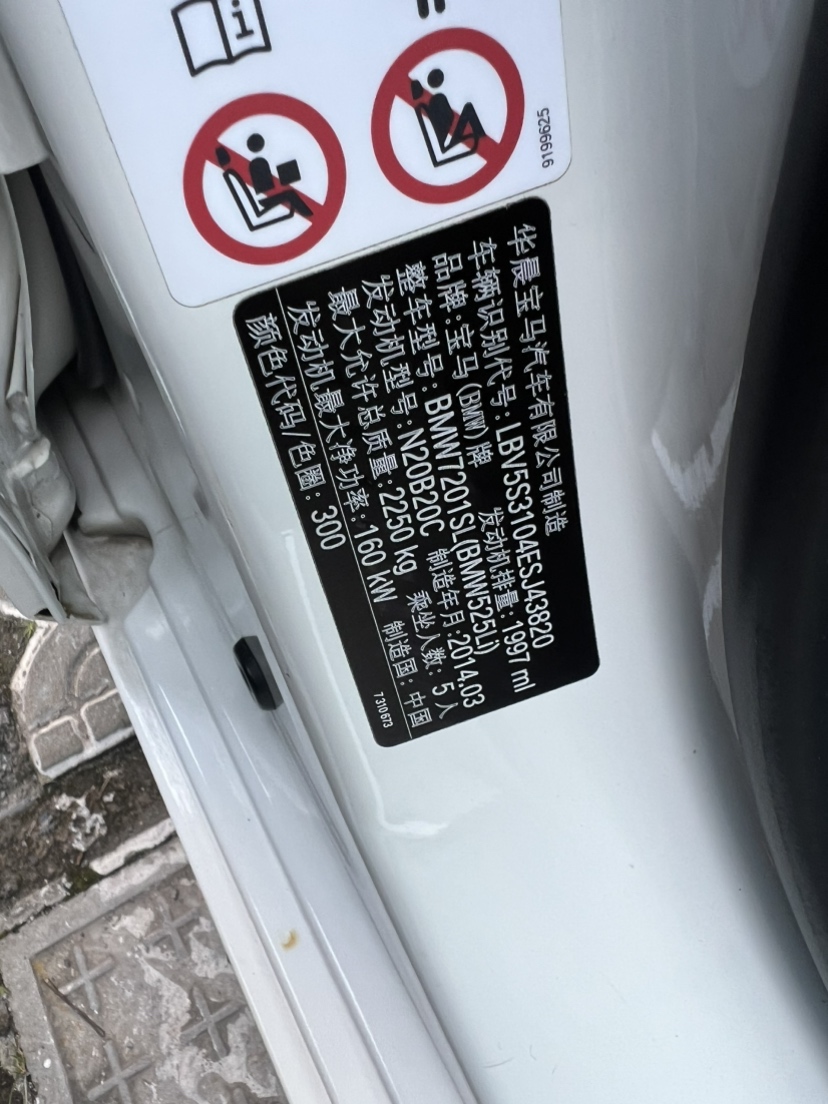 9199625
华晨宝马汽车有限公司制造
车辆识别代号: LBV5S3104ESJ43820
品牌:宝马(BMW)牌 发动机排量:1997 ml
整车型号: BMW7201SL(BMW525Li)
发动机型号: N20B20C 制造年月:2014.03
最大允许总质量: 2250 kg 乘坐人数: 5人
发动机最大净功率: 160 kW 制造国: 中国
颜色代码/色圈: 300 7310673